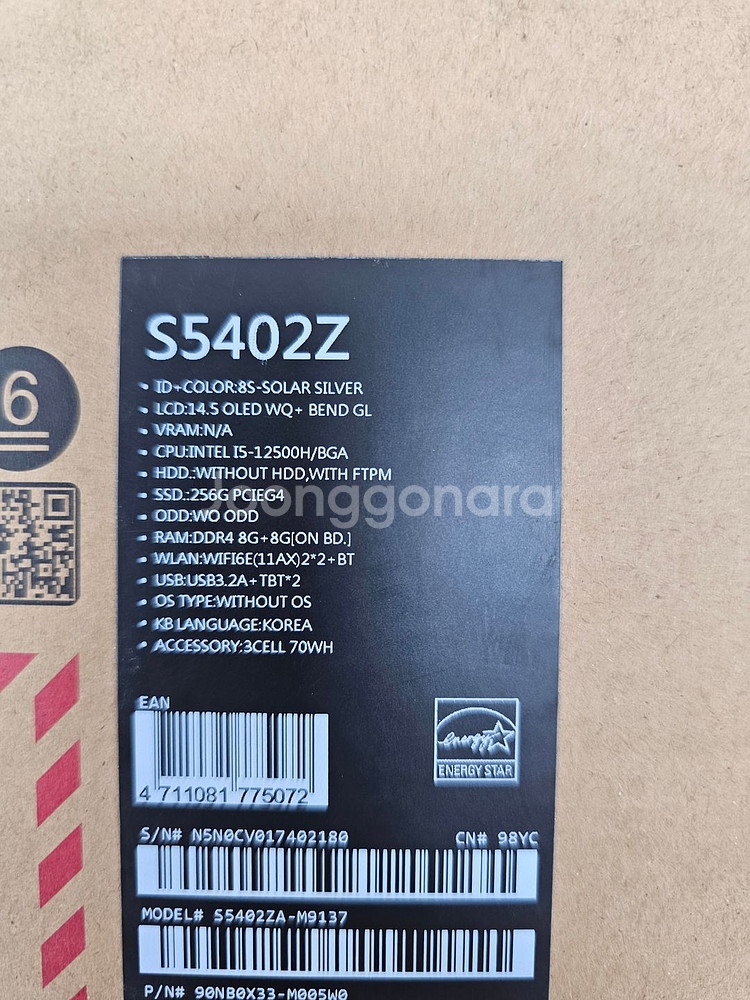 S5402Z
ID+COLOR:8S-SOLAR SILVER
LCD:14.5 OLED WQ+ BEND GL
VRAM:N/A
CPU:INTEL I5-12500H/BGA
HDD.:WITHOUT HDD,WITH FTPM
SSD.:256G PCIEG4
ODD:WO ODD
RAM:DDR4 8G+8G[ON BD.]
WLAN:WIFI6E(11AX)2*2+BT
USB:USB3.2A+TBT*2
OS TYPE:WITHOUT OS
KB LANGUAGE:KOREA
ACCESSORY:3CELL 70WH
6
Joonggonara
EAN
4 711081 775072
energy
ENERGY STAR
S/N# N5N0CV017402180 CN# 98YC
MODEL# S5402ZA-M9137
P/N# 90NB0X33-M005W0